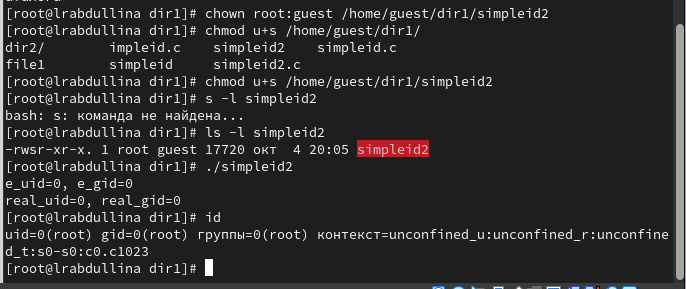 [root@lrabdullina dir1]# chown root:guest /home/guest/dir1/simpleid2
[root@lrabdullina dir1]# chmod u+s /home/guest/dir1/
dir2/ impleid.c simpleid2 simpleid.c
file1 simpleid simpleid2.c
[root@lrabdullina dir1]# chmod u+s /home/guest/dir1/simpleid2
[root@lrabdullina dir1]# s -l simpleid2
bash: s: команда не найдена...
[root@lrabdullina dir1]# ls -l simpleid2
-rwsr-xr-x. 1 root guest 17720 окт 4 20:05 simpleid2
[root@lrabdullina dir1]# ./simpleid2
e_uid=0, e_gid=0
real_uid=0, real_gid=0
[root@lrabdullina dir1]# id
uid=0(root) gid=0(root) группы=0(root) контекст=unconfined_u:unconfined_r:unconfine
d_t:s0-s0:c0.c1023
[root@lrabdullina dir1]#